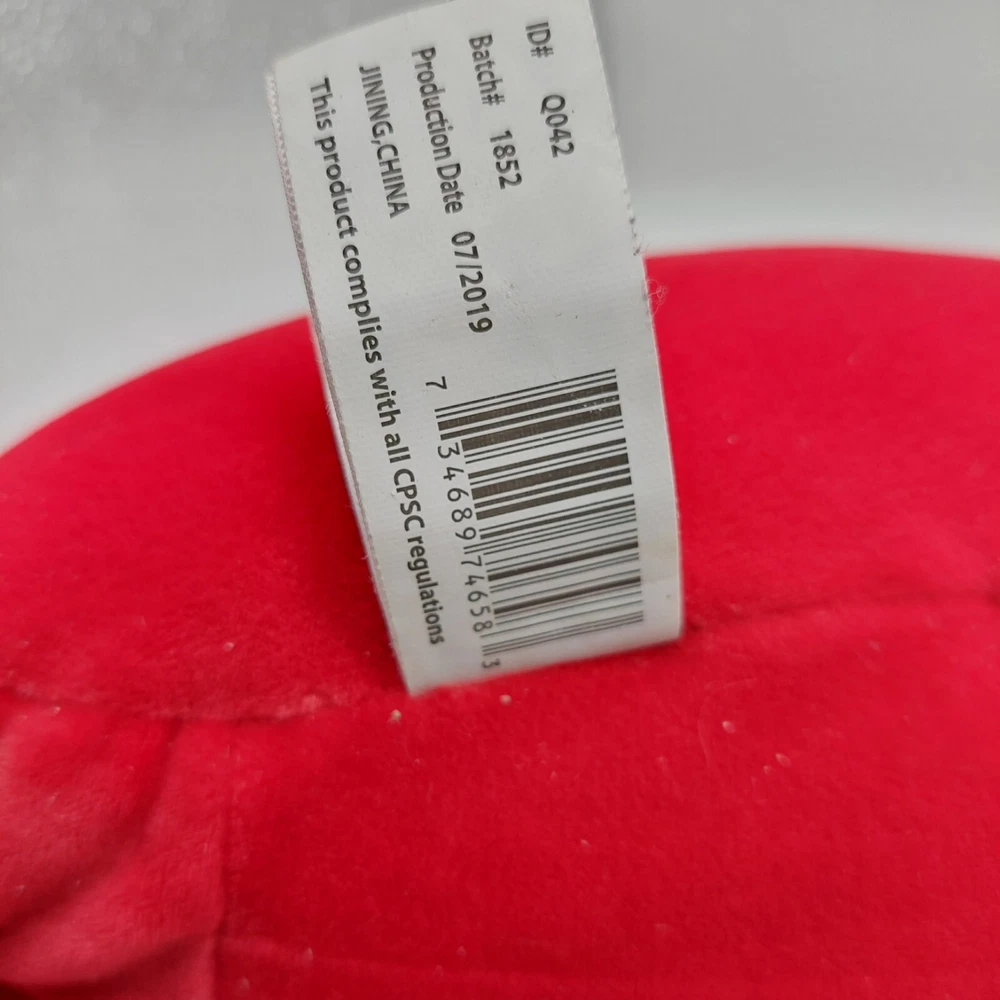 ID# Q042
Batch# 1852
Production Date 07/2019
JINING,CHINA
This product complies with all CPSC regulations
7 34689 74658 3